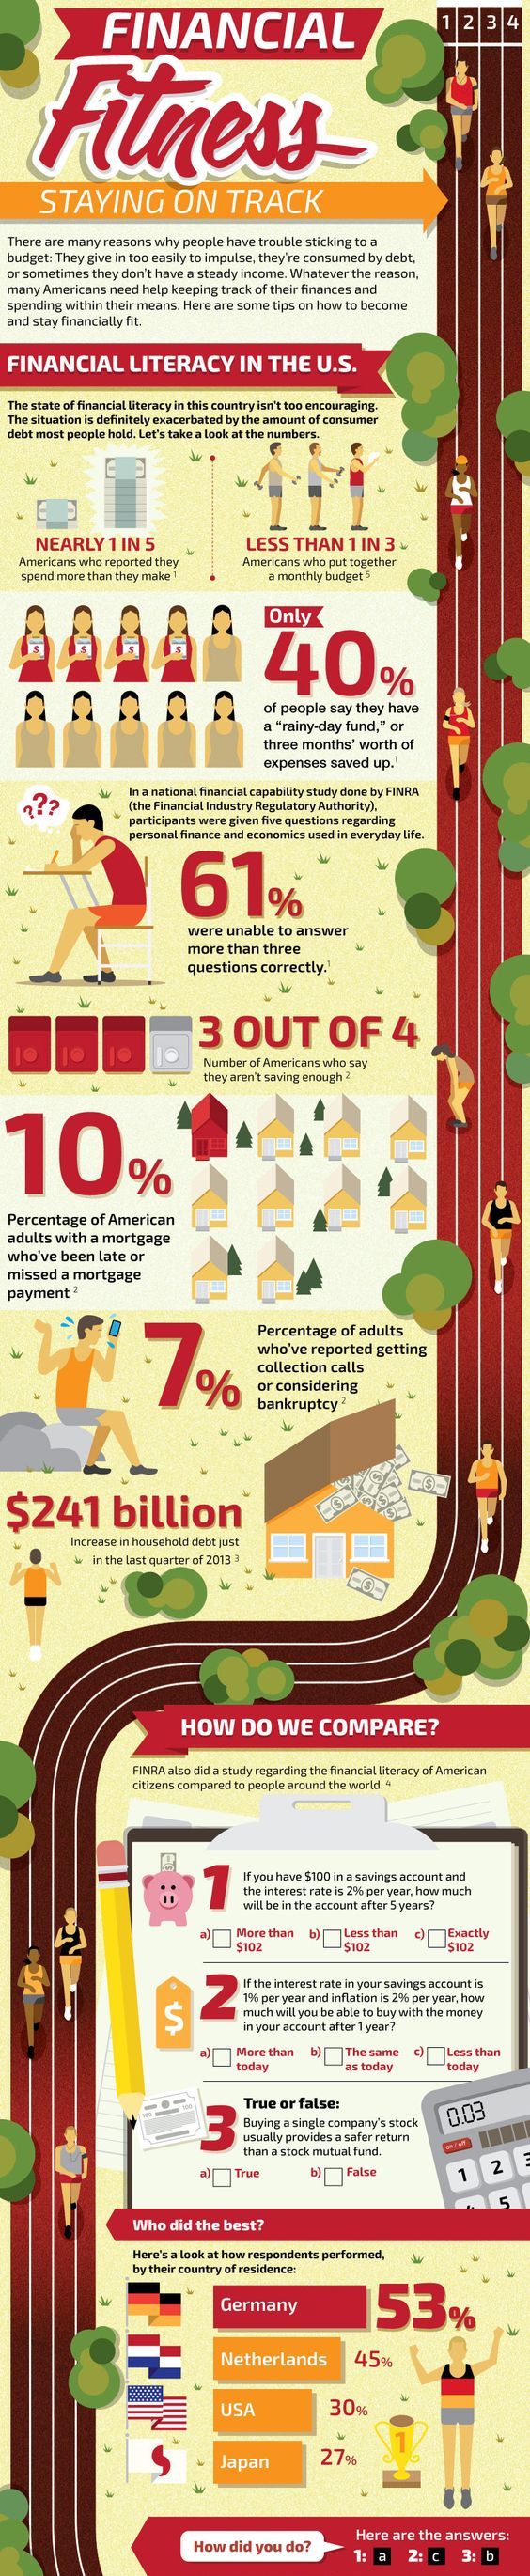 FINANCIAL
Fitness
STAYING ON TRACK
1 2 3 4
There are many reasons why people have trouble sticking to a
budget: They give in too easily to impulse, they're consumed by debt,
or sometimes they don't have a steady income. Whatever the reason,
many Americans need help keeping track of their finances and
spending within their means. Here are some tips on how to become
and stay financially fit.
FINANCIAL LITERACY IN THE U.S.
The state of financial literacy in this country isn't too encouraging.
The situation is definitely exacerbated by the amount of consumer
debt most people hold. Let's take a look at the numbers.
NEARLY 1 IN 5
Americans who reported they
spend more than they make 1
LESS THAN 1 IN 3
Americans who put together
a monthly budget 5
Only
40%
of people say they have
a "rainy-day fund," or
three months' worth of
expenses saved up.1
$ $ $ $
???
In a national financial capability study done by FINRA
(the Financial Industry Regulatory Authority),
participants were given five questions regarding
personal finance and economics used in everyday life.
61%
were unable to answer
more than three
questions correctly.1
3 OUT OF 4
Number of Americans who say
they aren't saving enough 2
10%
Percentage of American
adults with a mortgage
who've been late or
missed a mortgage
payment 2
7%
Percentage of adults
who've reported getting
collection calls
or considering
bankruptcy 2
$241 billion
Increase in household debt just
in the last quarter of 2013 3
HOW DO WE COMPARE?
FINRA also did a study regarding the financial literacy of American
citizens compared to people around the world. 4
1
If you have $100 in a savings account and
the interest rate is 2% per year, how much
will be in the account after 5 years?
a) More than $102 b) Less than $102 c) Exactly $102
$
2
If the interest rate in your savings account is
1% per year and inflation is 2% per year, how
much will you be able to buy with the money
in your account after 1 year?
a) More than today b) The same as today c) Less than today
3
True or false:
Buying a single company's stock
usually provides a safer return
than a stock mutual fund.
a) True b) False
100 100
0.03
on / off
1 2 3
5
Who did the best?
Here's a look at how respondents performed,
by their country of residence:
Germany 53%
Netherlands 45%
USA 30%
Japan 27%
1
How did you do?
Here are the answers:
1: a 2: c 3: b